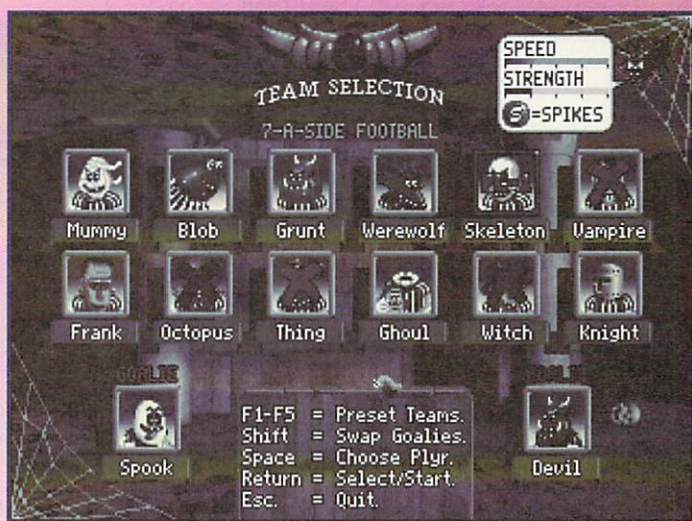 SPEED
STRENGTH
S=SPIKES
TEAM SELECTION
7-A-SIDE FOOTBALL
Mummy Blob Grunt Werewolf Skeleton Vampire
Frank Octopus Thing Ghoul Witch Knight
GOALIE GOALIE
Spook Devil
F1-F5 = Preset Teams.
Shift = Swap Goalies.
Space = Choose Plyr.
Return = Select/Start.
Esc. = Quit.